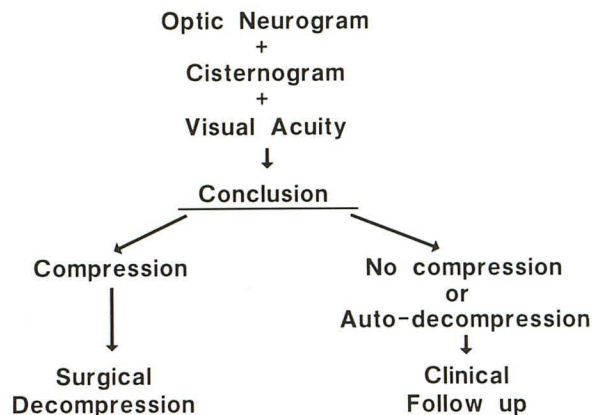 Optic Neurogram
+
Cisternogram
+
Visual Acuity
Conclusion
Compression
No compression
or
Auto-decompression
Surgical
Decompression
Clinical
Follow up